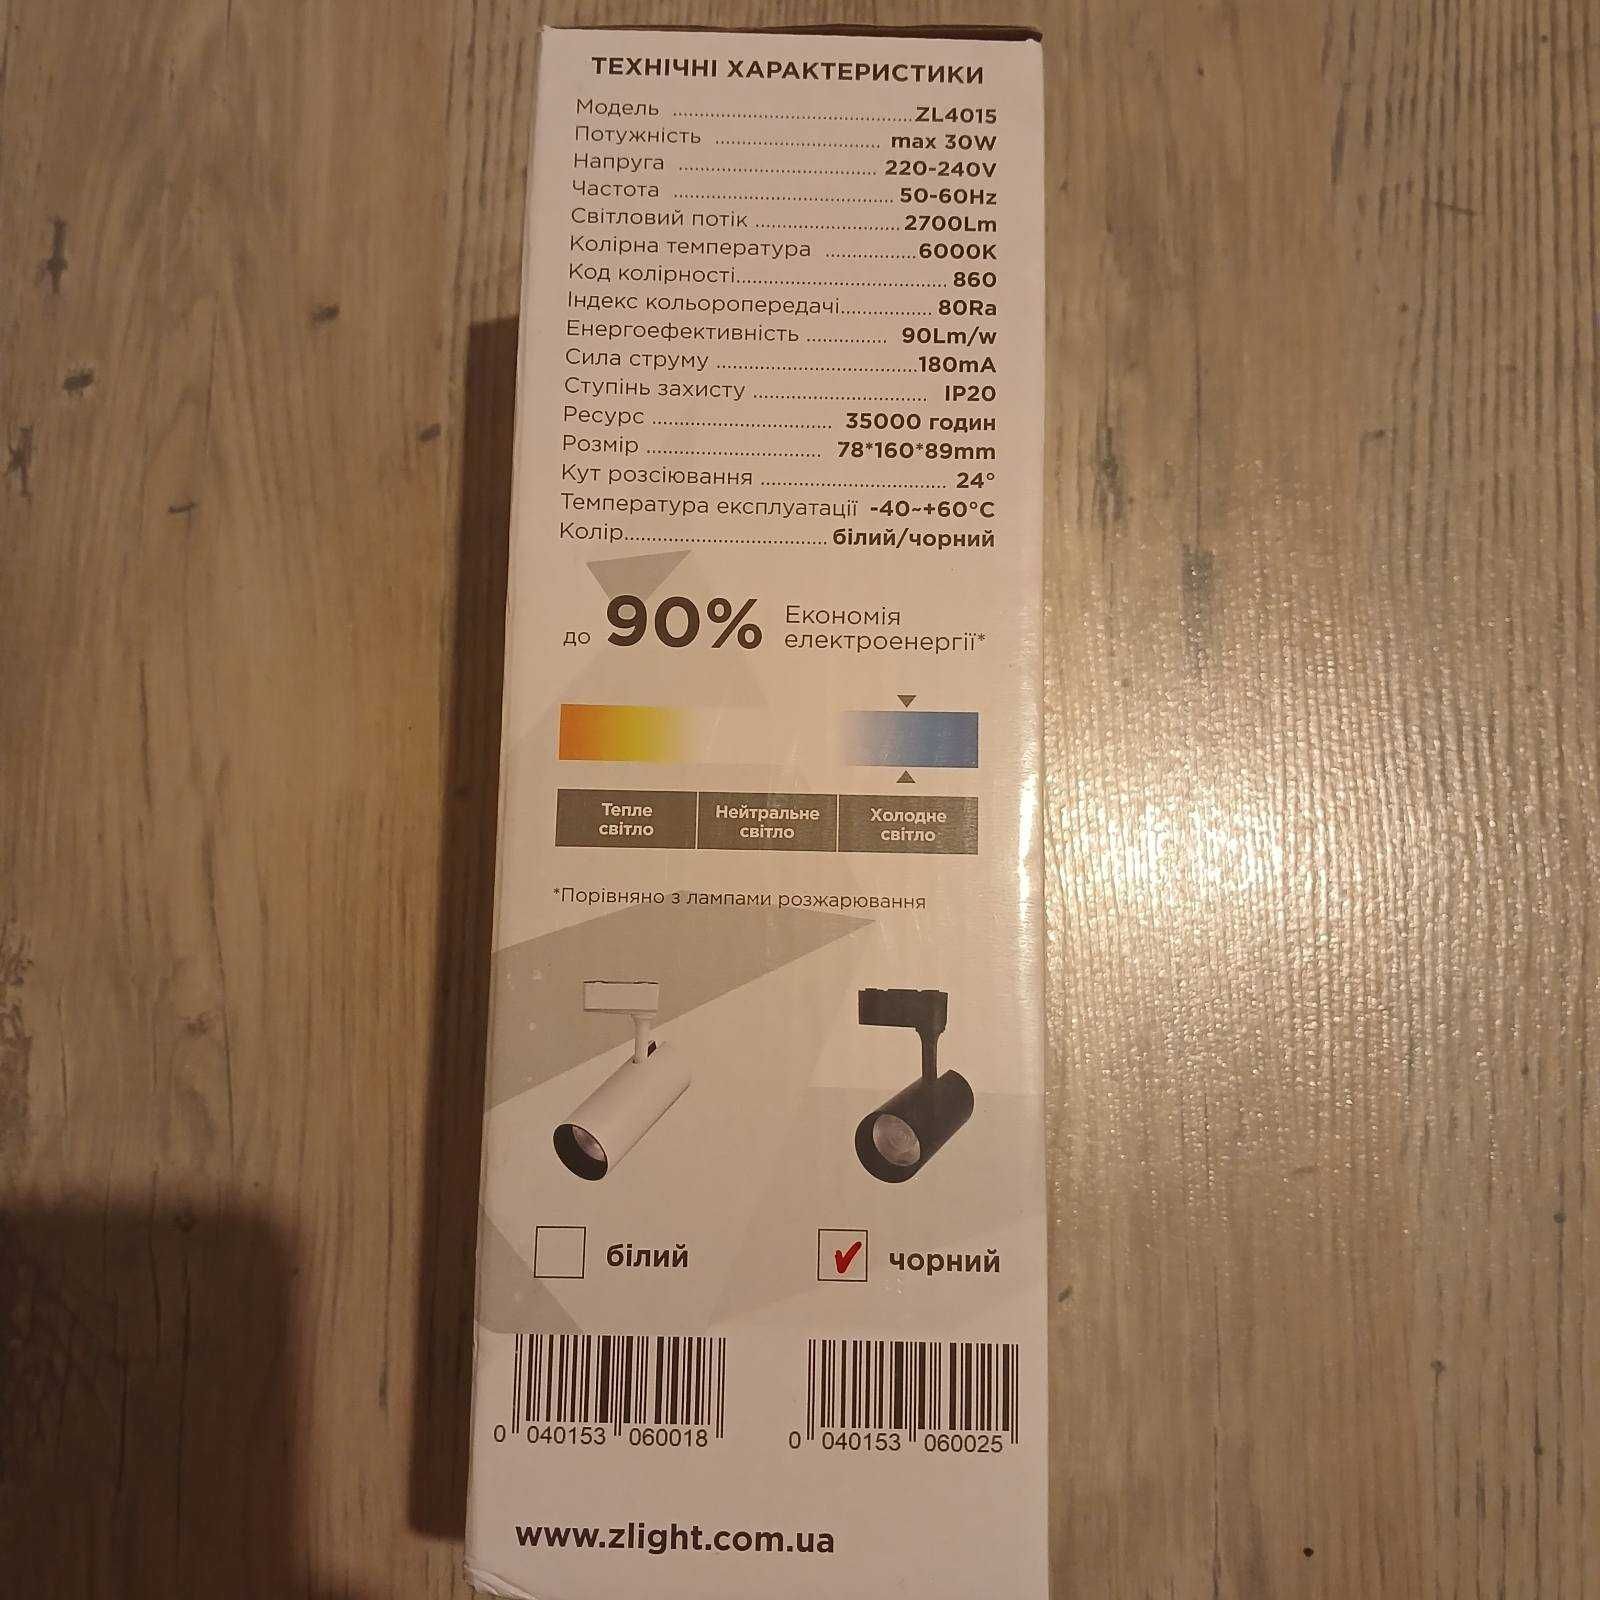 ТЕХНІЧНІ ХАРАКТЕРИСТИКИ
Модель ........ ZL4015
Потужність ........ max 30W
Напруга ........ 220-240V
Частота ........ 50-60Hz
Світловий потік ........ 2700Lm
Колірна температура ........ 6000K
Код колірності ........ 860
Індекс кольоропередачі ........ 80Ra
Енергоефективність ........ 90Lm/w
Сила струму ........ 180mA
Ступінь захисту ........ IP20
Ресурс ........ 35000 годин
Розмір ........ 78*160*89mm
Кут розсіювання ........ 24°
Температура експлуатації -40~+60°C
Колір ........ білий/чорний
до 90% Економія
електроенергії*
Тепле світло
Нейтральне світло
Холодне світло
*Порівняно з лампами розжарювання
білий
чорний
0 040153 060018
0 040153 060025
www.zlight.com.ua